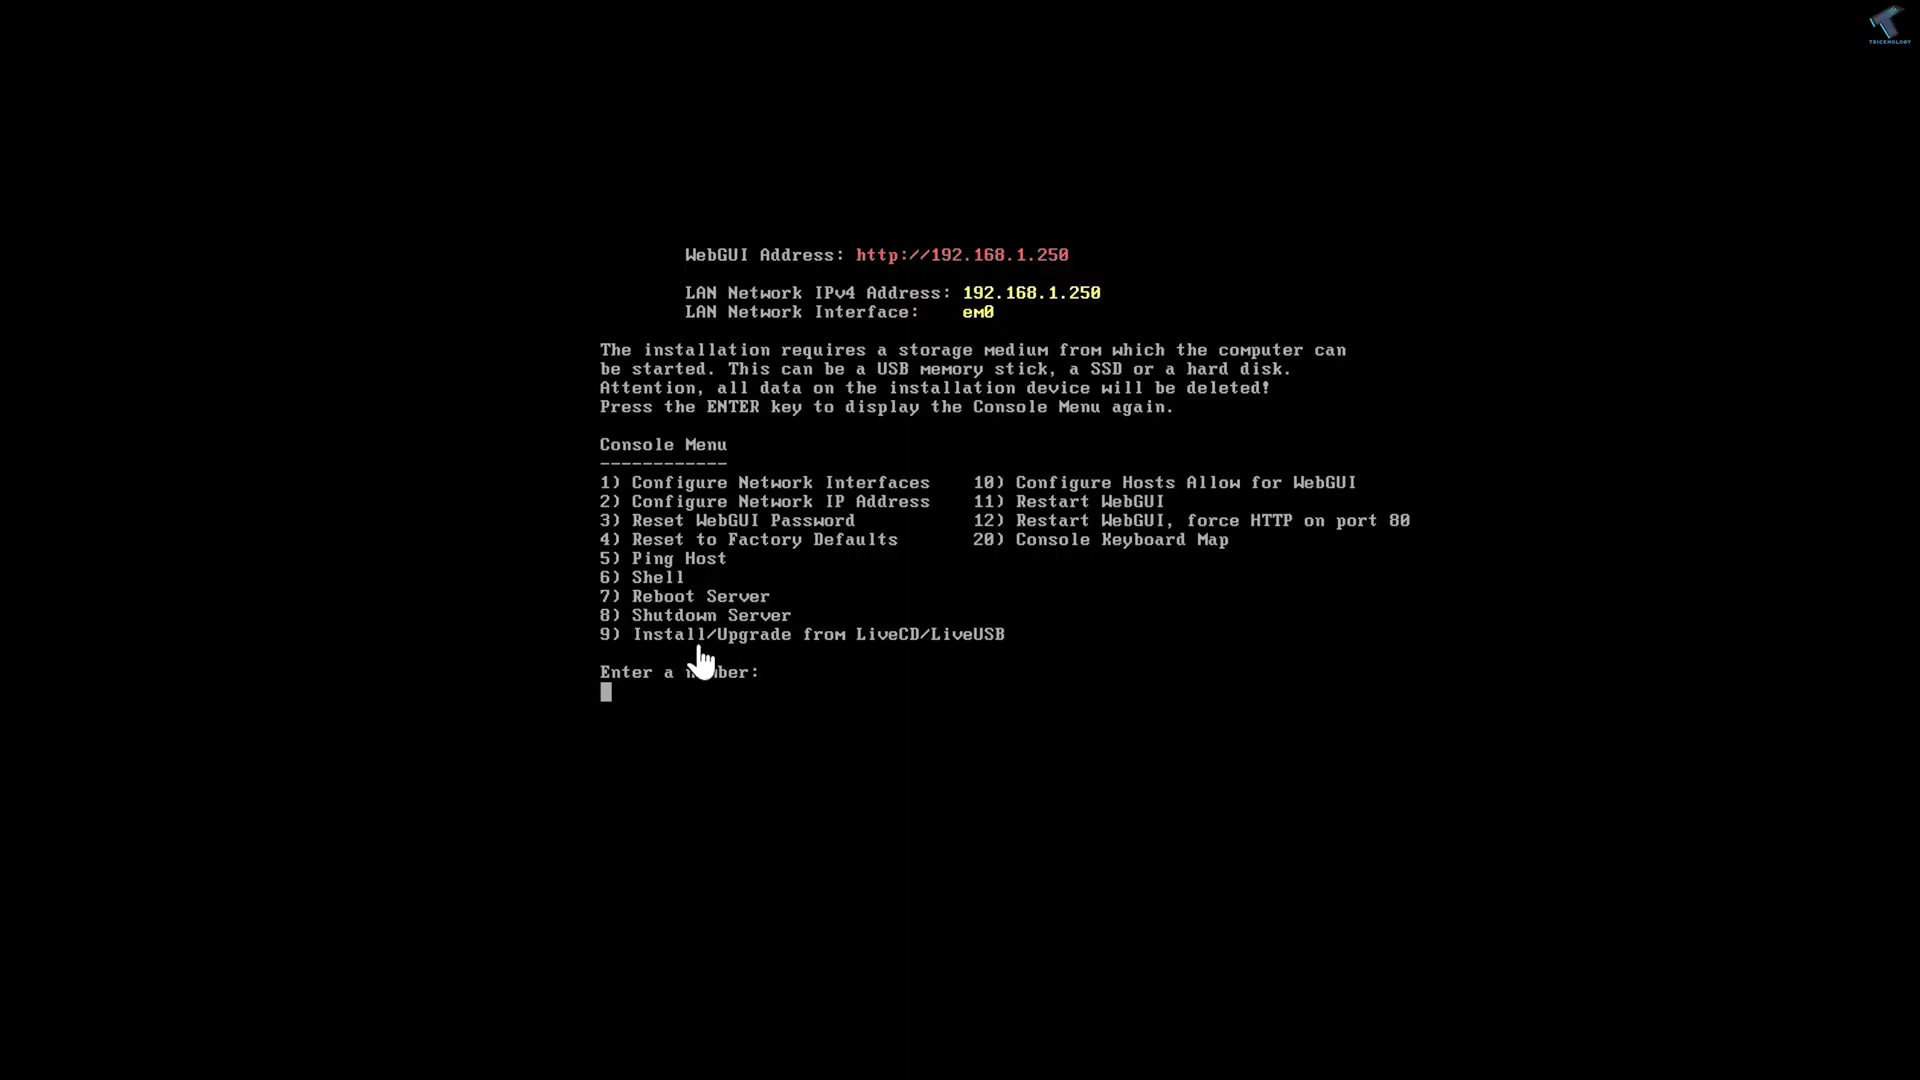 TRICKNOLOGY
WebGUI Address: http://192.168.1.250
LAN Network IPv4 Address: 192.168.1.250
LAN Network Interface: em0
The installation requires a storage medium from which the computer can
be started. This can be a USB memory stick, a SSD or a hard disk.
Attention, all data on the installation device will be deleted!
Press the ENTER key to display the Console Menu again.
Console Menu
------------
1) Configure Network Interfaces 10) Configure Hosts Allow for WebGUI
2) Configure Network IP Address 11) Restart WebGUI
3) Reset WebGUI Password 12) Restart WebGUI, force HTTP on port 80
4) Reset to Factory Defaults 20) Console Keyboard Map
5) Ping Host
6) Shell
7) Reboot Server
8) Shutdown Server
9) Install/Upgrade from LiveCD/LiveUSB
Enter a number: